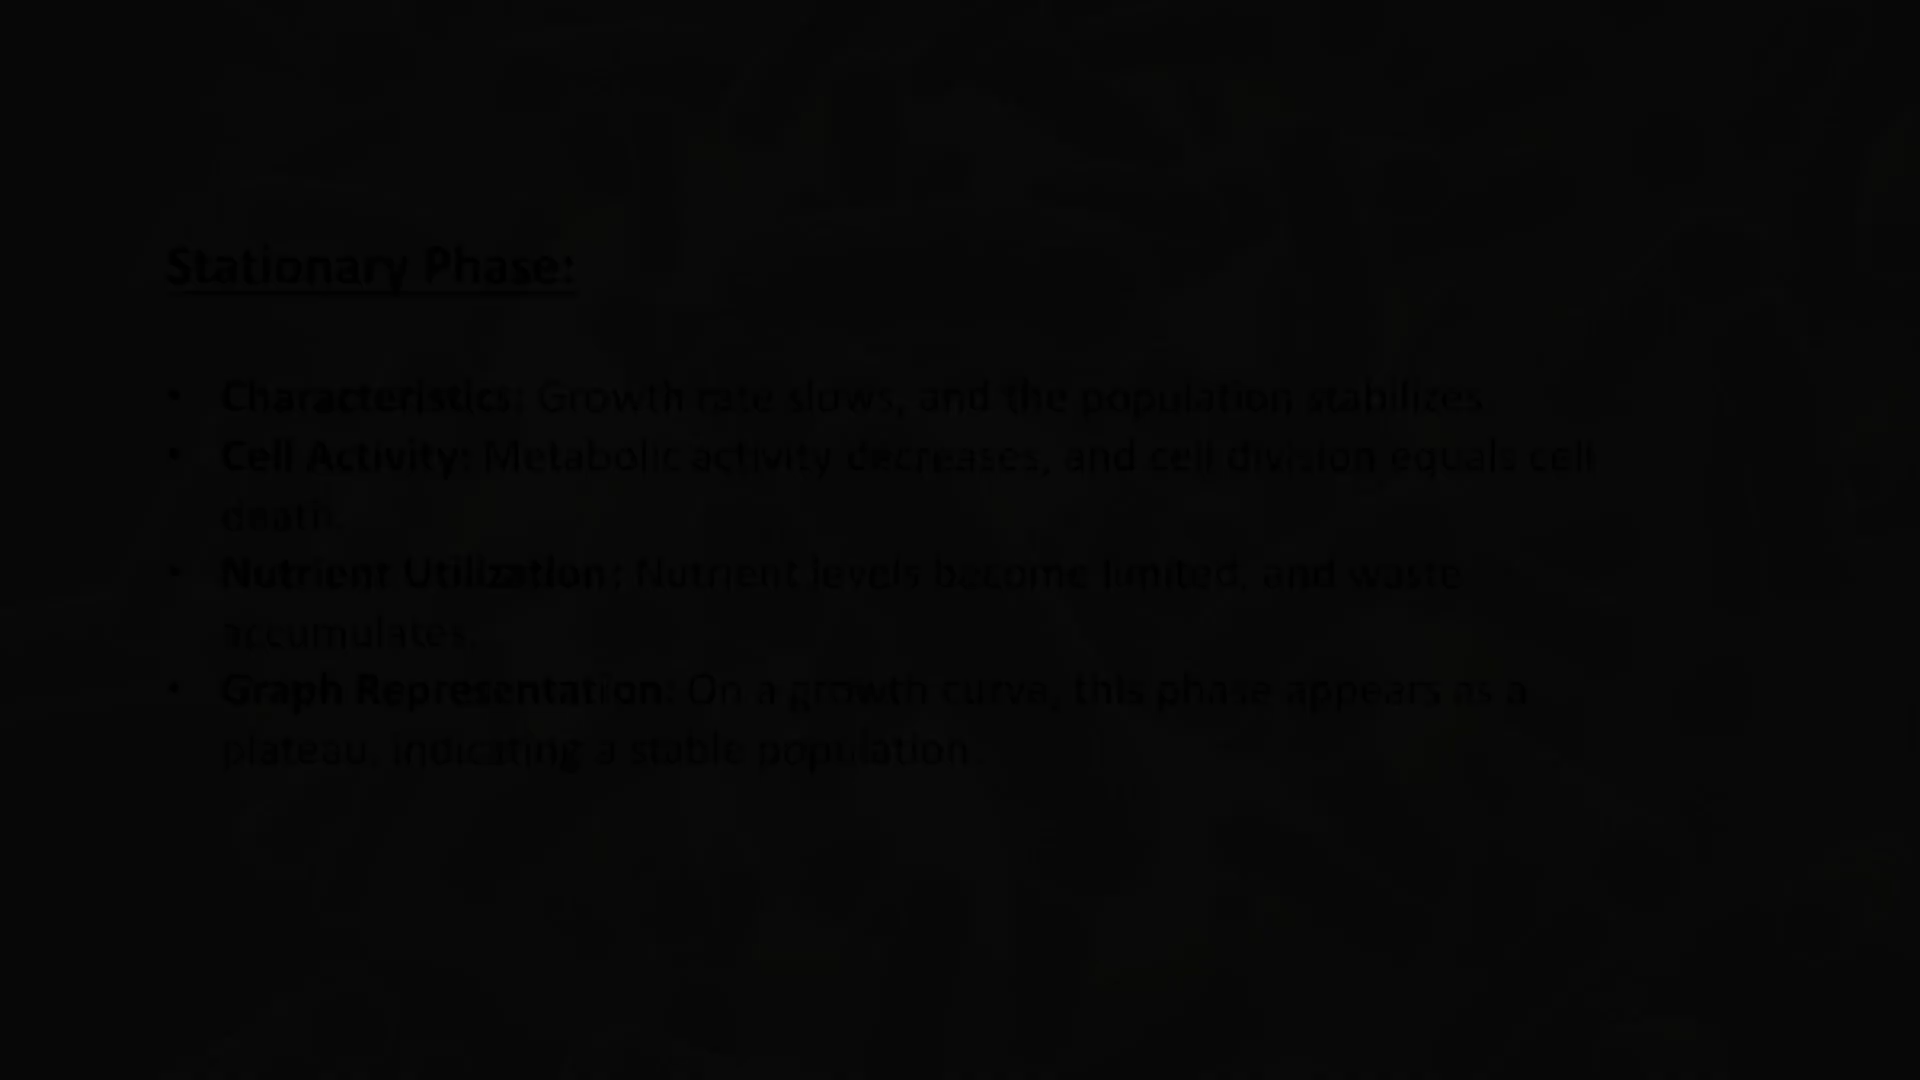 Stationary Phase:
• Characteristics: Growth rate slows, and the population stabilizes.
• Cell Activity: Metabolic activity decreases, and cell division equals cell
death.
• Nutrient Utilization: Nutrient levels become limited, and waste
accumulates.
• Graph Representation: On a growth curve, this phase appears as a
plateau, indicating a stable population.